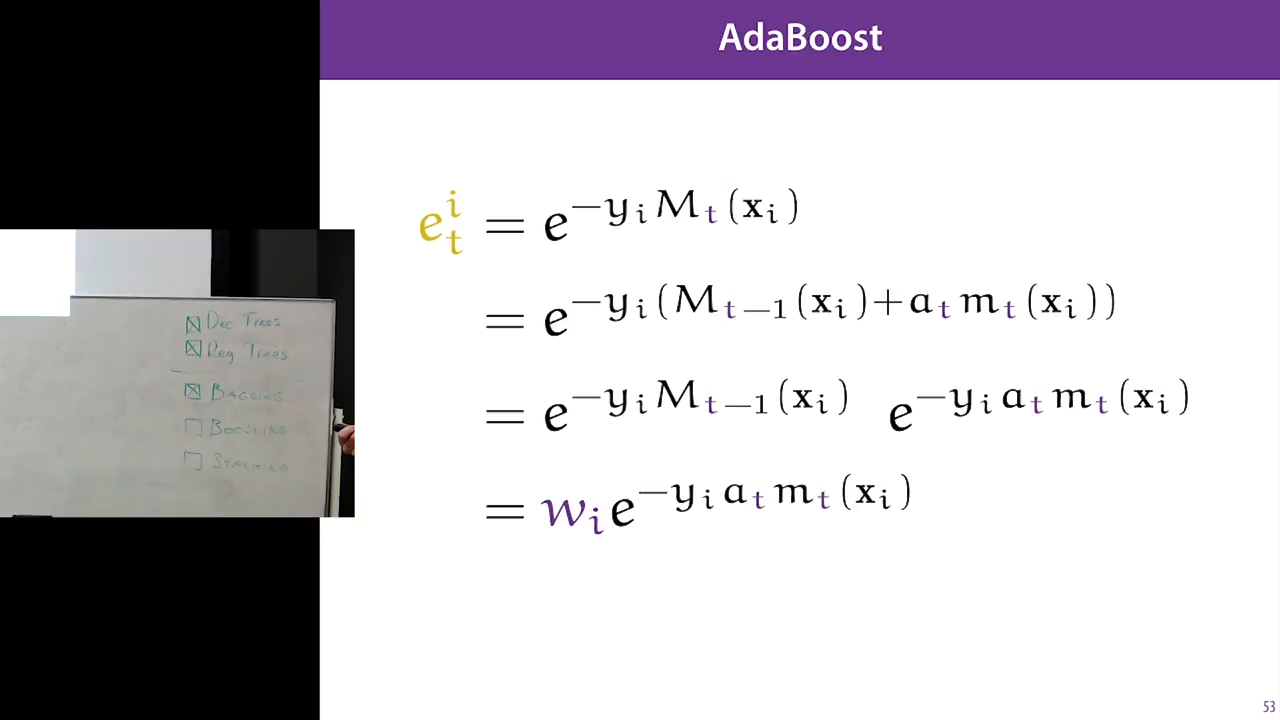 AdaBoost
e_t^i = e^{-y_i M_t(x_i)}
= e^{-y_i(M_{t-1}(x_i)+a_t m_t(x_i))}
= e^{-y_i M_{t-1}(x_i)} e^{-y_i a_t m_t(x_i)}
= w_i e^{-y_i a_t m_t(x_i)}
Dec Trees
Reg Trees
BAGGING
BOOSTING
STACKING
53